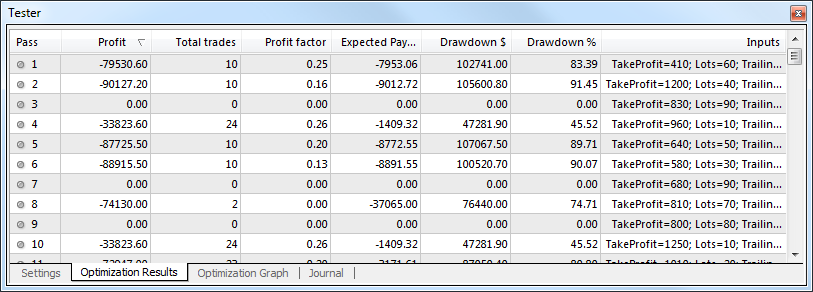 Tester
Pass Profit Total trades Profit factor Expected Pay... Drawdown $ Drawdown % Inputs
1 -79530.60 10 0.25 -7953.06 102741.00 83.39 TakeProfit=410; Lots=60; Trailin...
2 -90127.20 10 0.16 -9012.72 105600.80 91.45 TakeProfit=1200; Lots=40; Trailin...
3 0.00 0 0.00 0.00 0.00 0.00 TakeProfit=830; Lots=90; Trailin...
4 -33823.60 24 0.26 -1409.32 47281.90 45.52 TakeProfit=960; Lots=10; Trailin...
5 -87725.50 10 0.20 -8772.55 107067.50 89.71 TakeProfit=640; Lots=50; Trailin...
6 -88915.50 10 0.13 -8891.55 100520.70 90.07 TakeProfit=580; Lots=30; Trailin...
7 0.00 0 0.00 0.00 0.00 0.00 TakeProfit=680; Lots=90; Trailin...
8 -74130.00 2 0.00 -37065.00 76440.00 74.71 TakeProfit=810; Lots=70; Trailin...
9 0.00 0 0.00 0.00 0.00 0.00 TakeProfit=800; Lots=80; Trailin...
10 -33823.60 24 0.26 -1409.32 47281.90 45.52 TakeProfit=1250; Lots=10; Trailin...
Settings Optimization Results Optimization Graph Journal